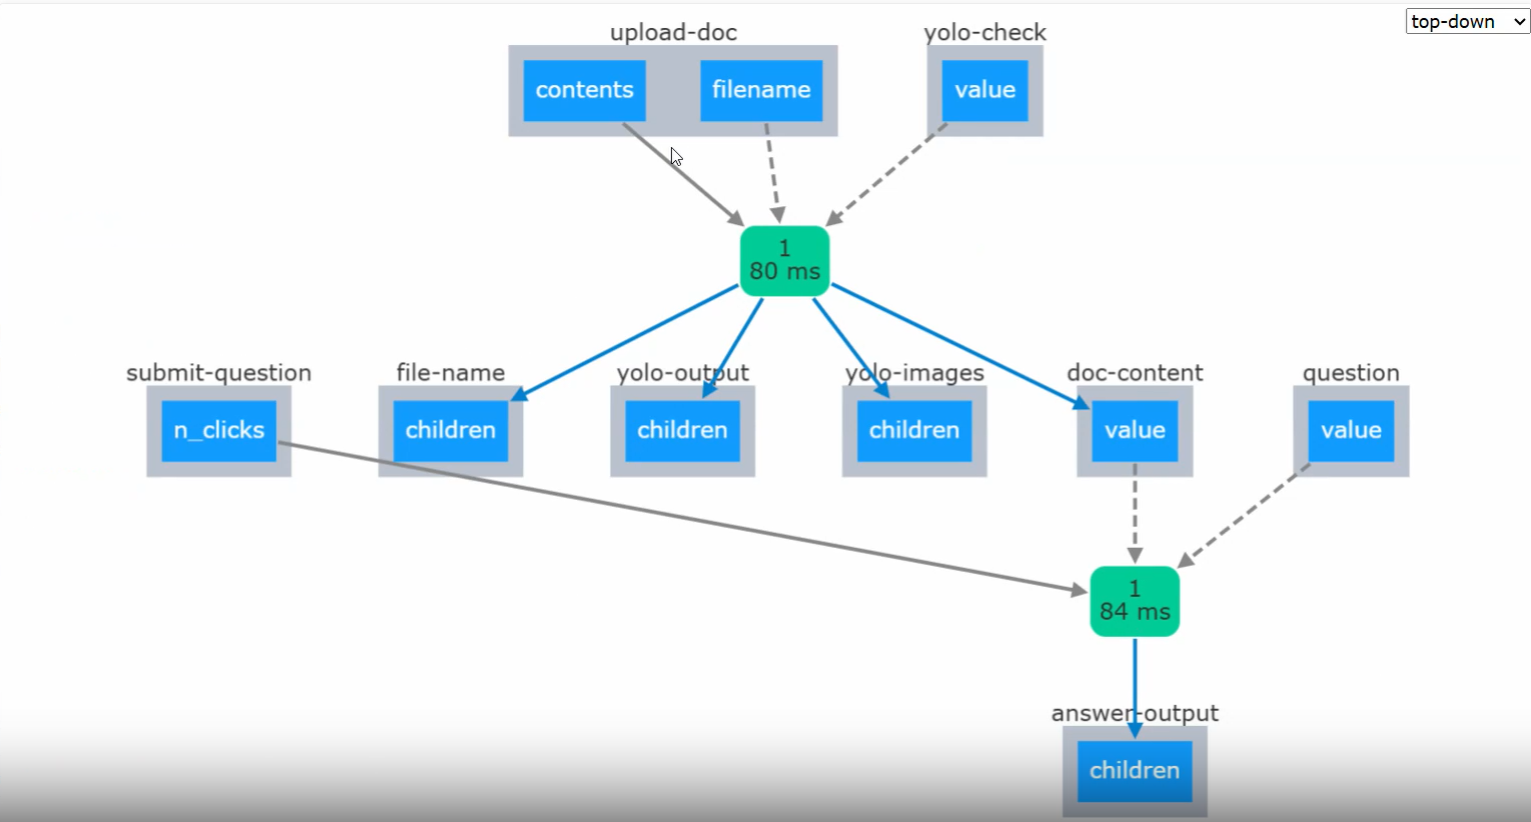 top-down
upload-doc
yolo-check
contents
filename
value
1
80 ms
submit-question
file-name
yolo-output
yolo-images
doc-content
question
n_clicks
children
children
children
value
value
1
84 ms
answer-output
children